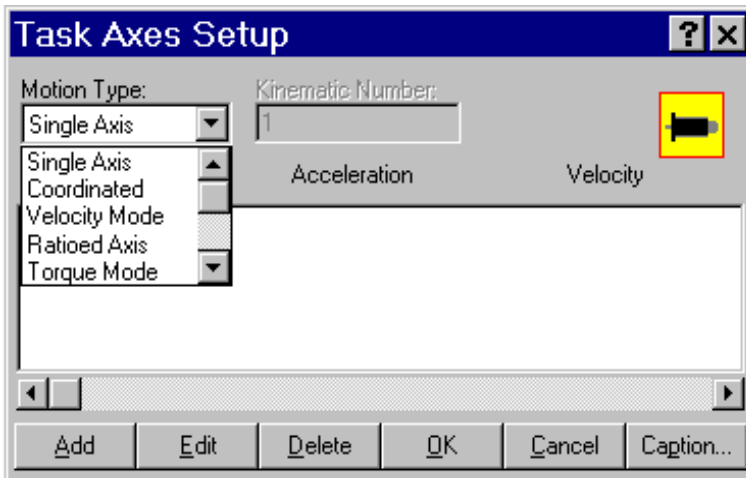 Task Axes Setup
Motion Type:
Kinematic Number:
Single Axis
1
Single Axis
Coordinated
Velocity Mode
Ratioed Axis
Torque Mode
Acceleration
Velocity
Add
Edit
Delete
OK
Cancel
Caption...